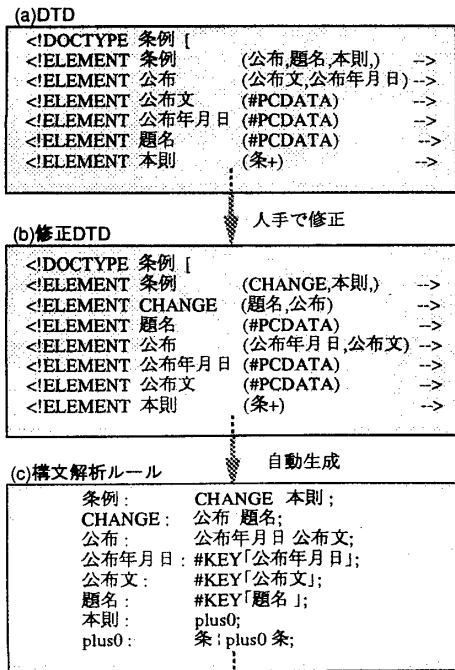 (a)DTD
<!DOCTYPE 条例 [
<!ELEMENT 条例 (公布,題名,本則,) -->
<!ELEMENT 公布 (公布文,公布年月日) -->
<!ELEMENT 公布文 (#PCDATA) -->
<!ELEMENT 公布年月日 (#PCDATA) -->
<!ELEMENT 題名 (#PCDATA) -->
<!ELEMENT 本則 (条+) -->
人手で修正
(b)修正DTD
<!DOCTYPE 条例 [
<!ELEMENT 条例 (CHANGE,本則,) -->
<!ELEMENT CHANGE (題名,公布) -->
<!ELEMENT 題名 (#PCDATA) -->
<!ELEMENT 公布 (公布年月日,公布文) -->
<!ELEMENT 公布年月日 (#PCDATA) -->
<!ELEMENT 公布文 (#PCDATA) -->
<!ELEMENT 本則 (条+) -->
自動生成
(c)構文解析ルール
条例 : CHANGE 本則 ;
CHANGE : 公布 題名;
公布 : 公布年月日 公布文;
公布年月日 : #KEY「公布年月日」;
公布文 : #KEY「公布文」;
題名 : #KEY「題名 」;
本則 : plus0;
plus0 : 条 ¦ plus0 条;